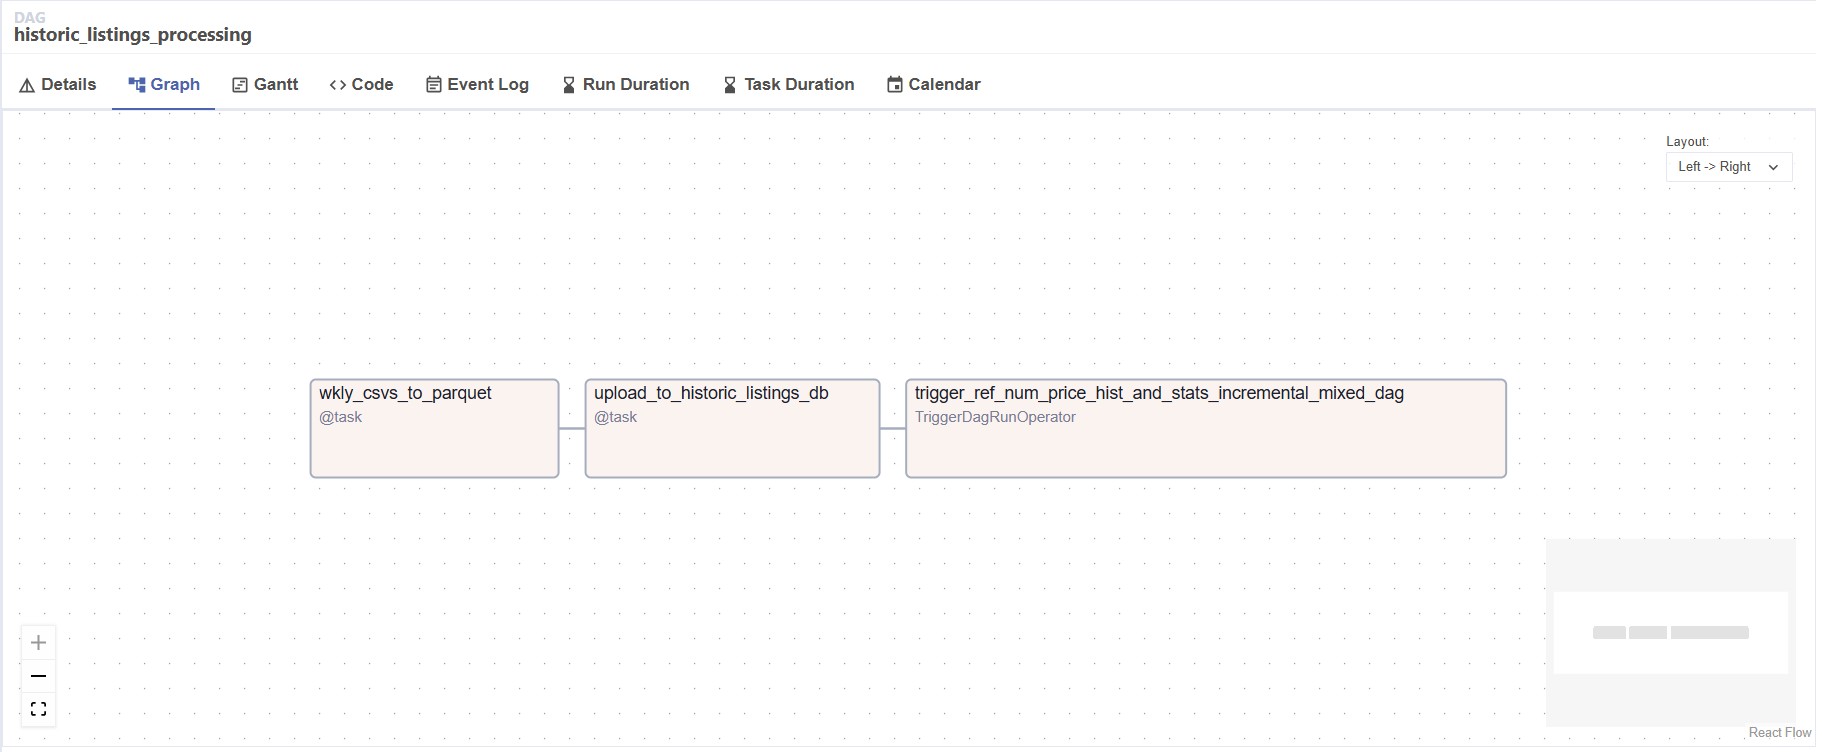 DAG
historic_listings_processing
Details Graph Gantt Code Event Log Run Duration Task Duration Calendar
Layout:
Left -> Right
wkly_csvs_to_parquet
@task
upload_to_historic_listings_db
@task
trigger_ref_num_price_hist_and_stats_incremental_mixed_dag
TriggerDagRunOperator
React Flow